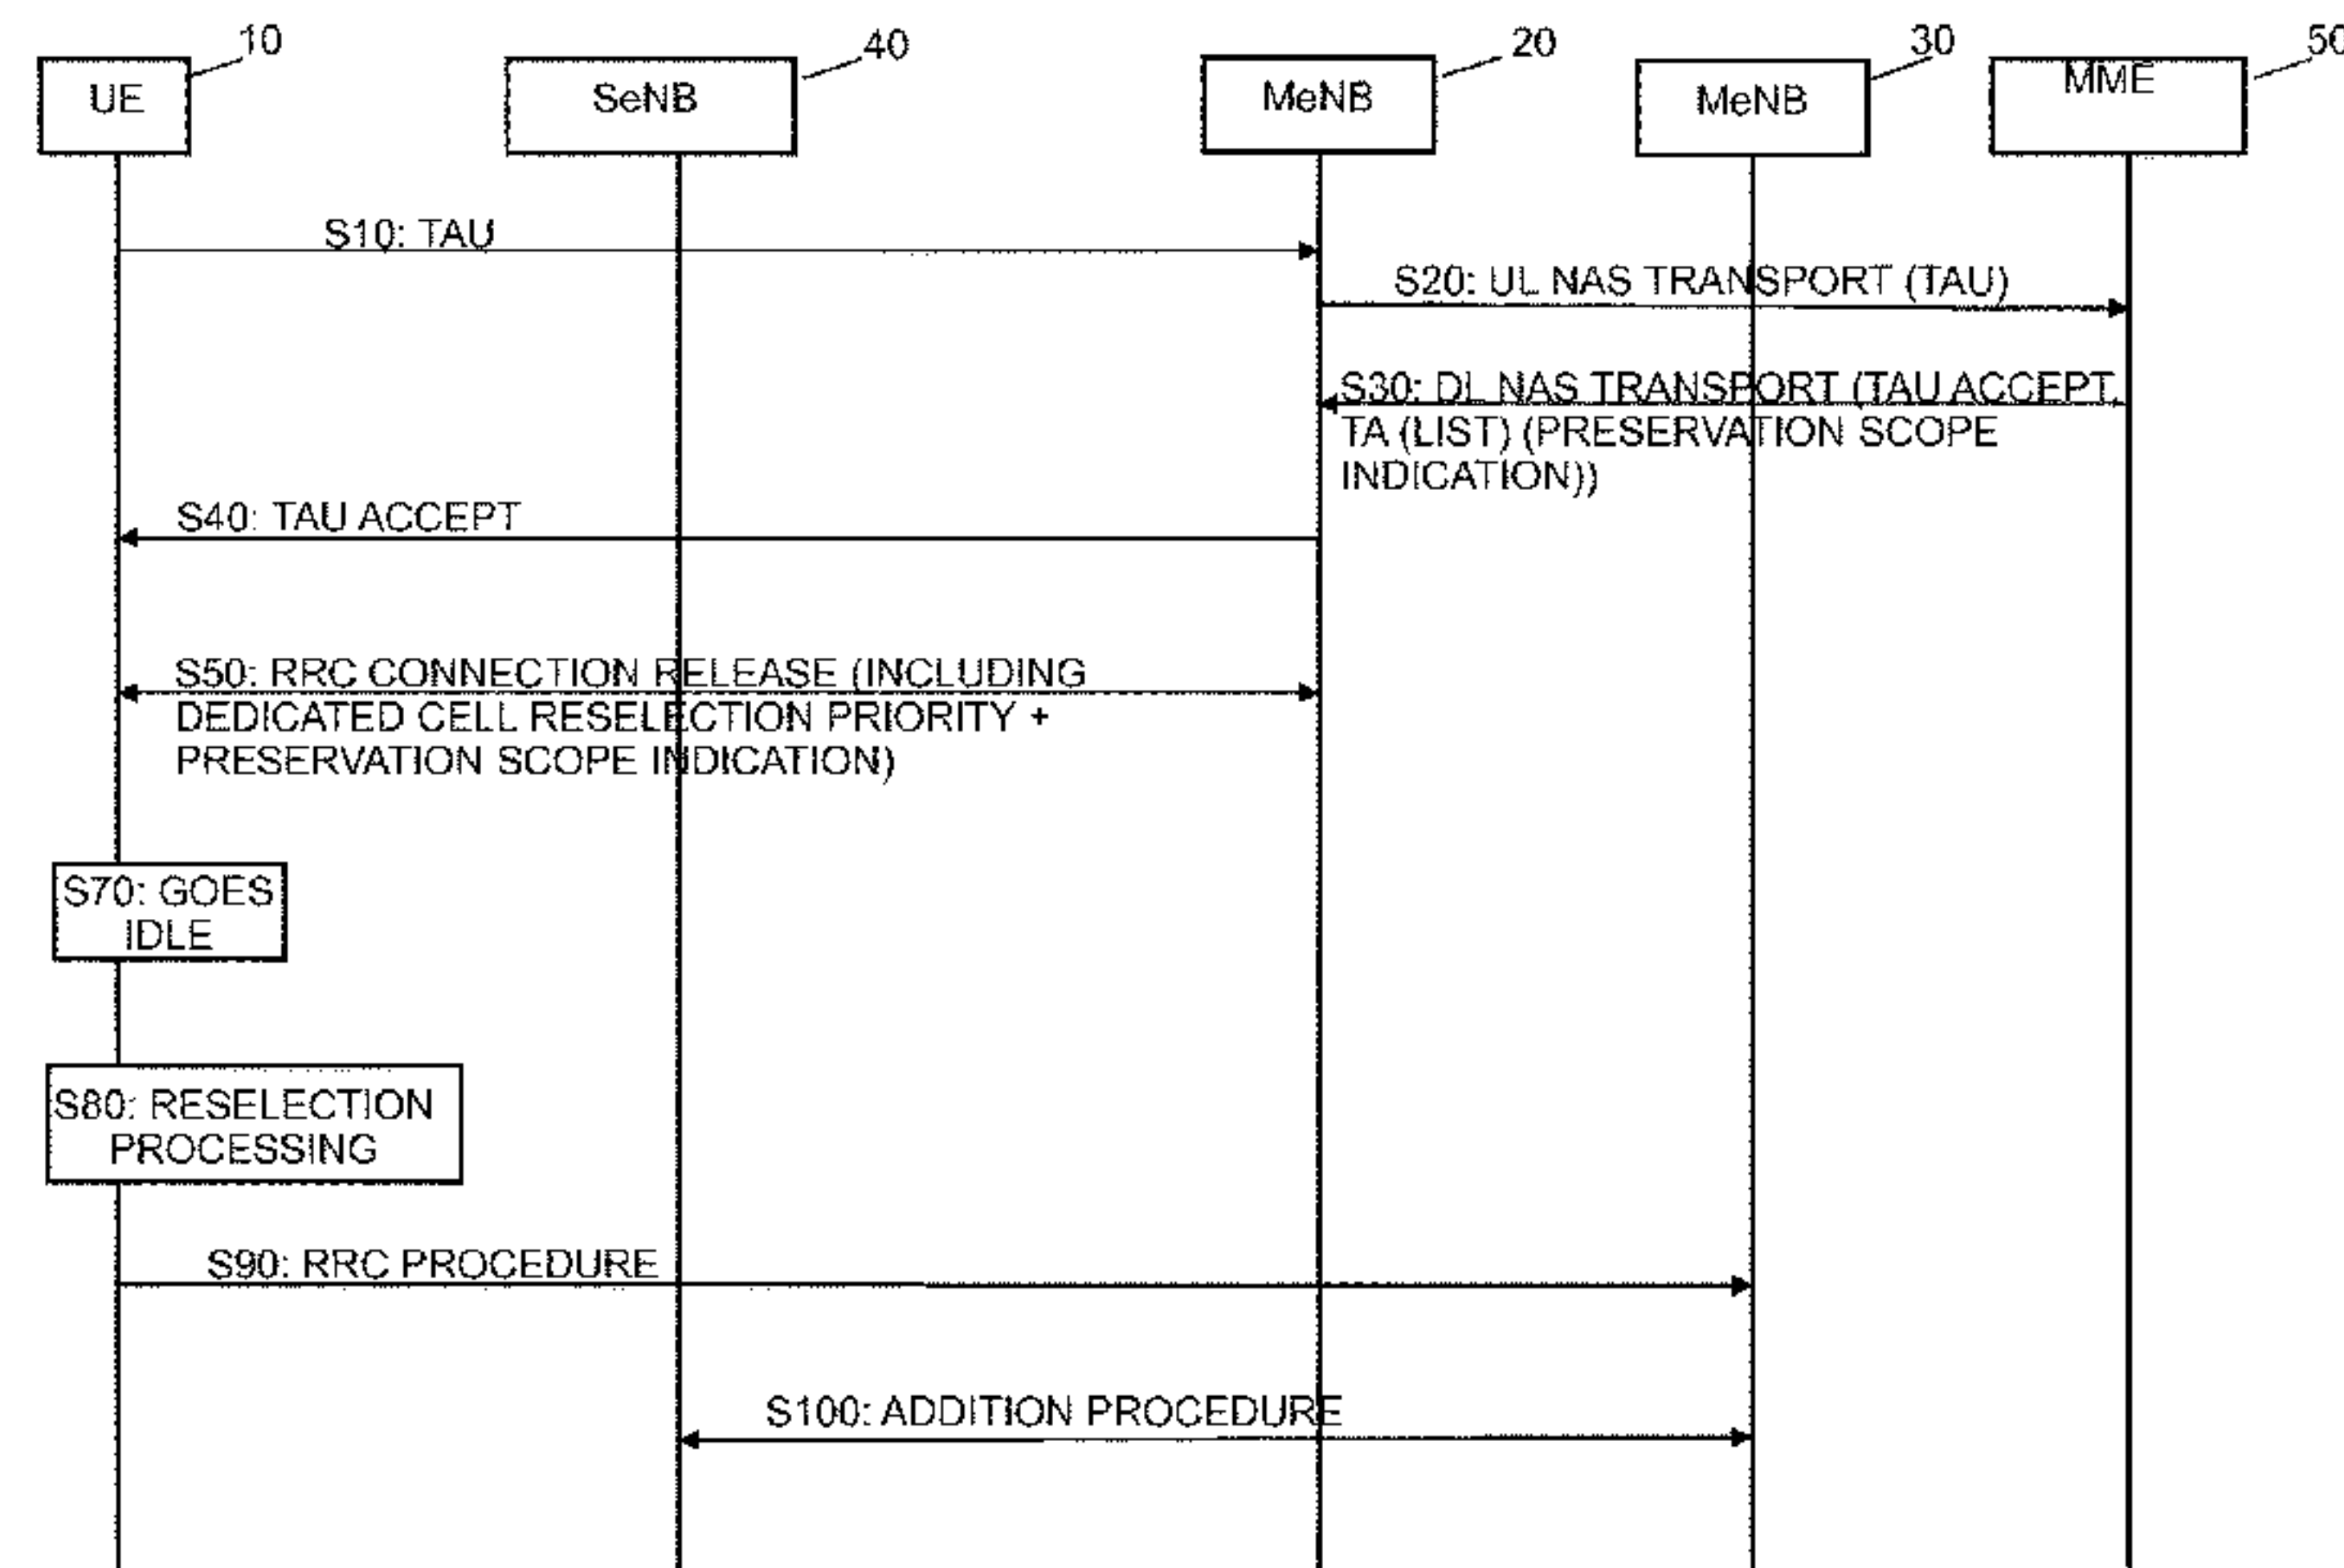 10
40
20
30
50
UE
SeNB
MeNB
MeNB
MME
S10: TAU
S20: UL NAS TRANSPORT (TAU)
S30: DL NAS TRANSPORT (TAU ACCEPT,
TA (LIST) (PRESERVATION SCOPE
INDICATION))
S40: TAU ACCEPT
S50: RRC CONNECTION RELEASE (INCLUDING
DEDICATED CELL RESELECTION PRIORITY +
PRESERVATION SCOPE INDICATION)
S70: GOES
IDLE
S80: RESELECTION
PROCESSING
S90: RRC PROCEDURE
S100: ADDITION PROCEDURE